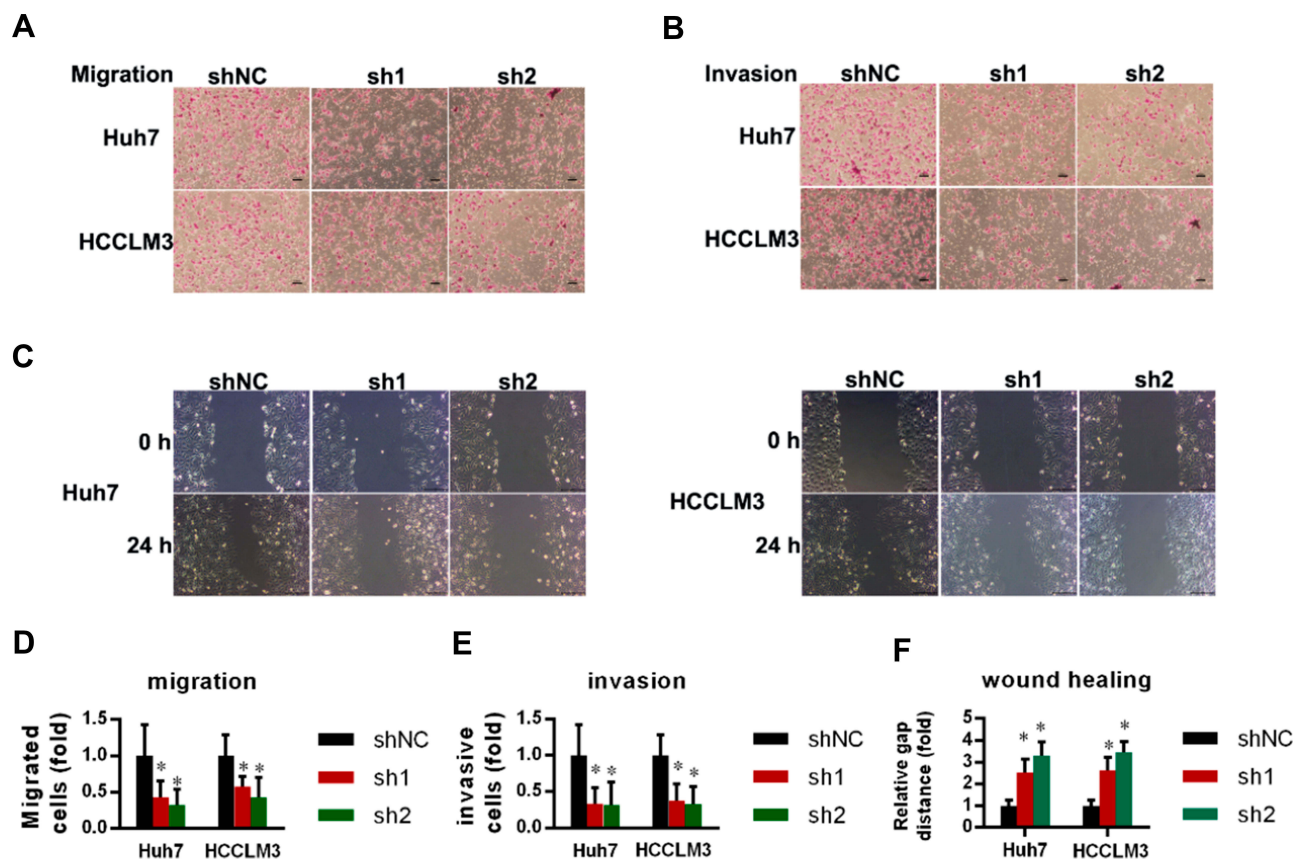 A
B
Migration shNC sh1 sh2
Huh7
HCCLM3
Invasion shNC sh1 sh2
Huh7
HCCLM3
C
shNC sh1 sh2
0 h
Huh7
24 h
shNC sh1 sh2
0 h
HCCLM3
24 h
D
migration
Migrated
cells (fold)
1.5
1.0
0.5
0.0
Huh7 HCCLM3
shNC
sh1
sh2
* * * *
E
invasion
invasive
cells (fold)
1.5
1.0
0.5
0.0
Huh7 HCCLM3
shNC
sh1
sh2
* * * *
F
wound healing
Relative gap
distance (fold)
5
4
3
2
1
0
Huh7 HCCLM3
shNC
sh1
sh2
* * * *